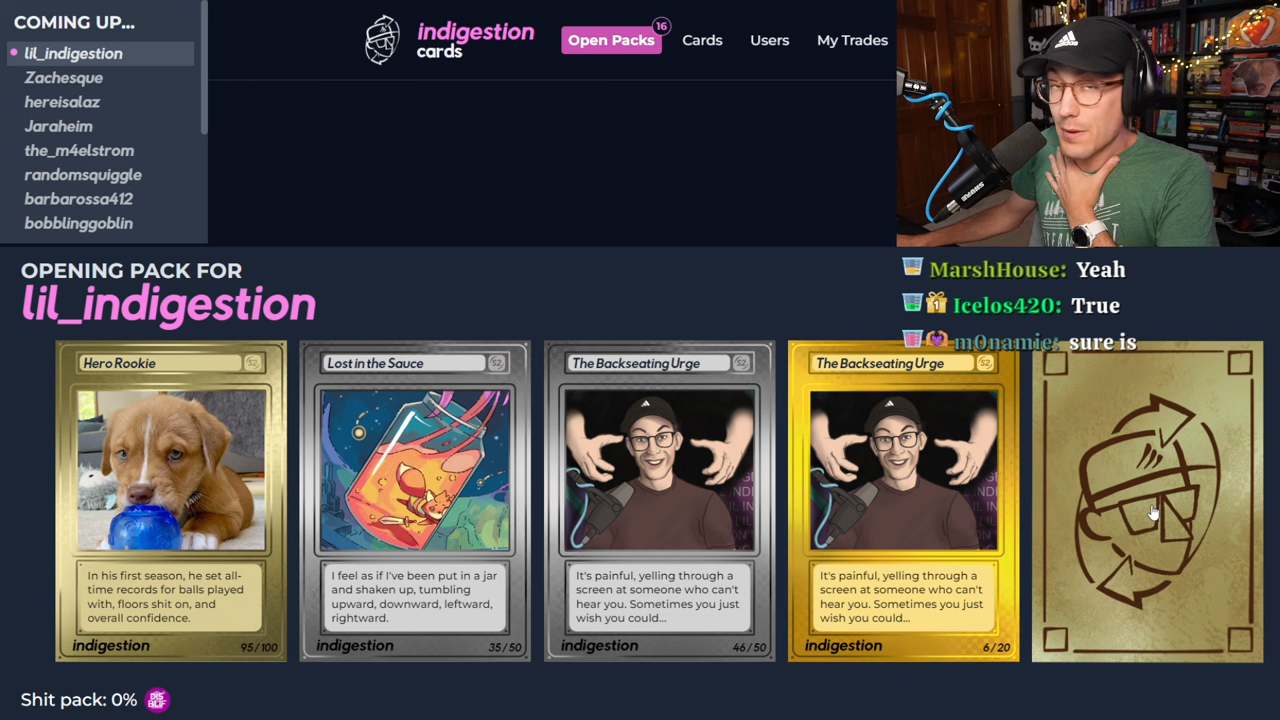 COMING UP...
lil_indigestion
Zachesque
hereisalaz
Jaraheim
the_m4elstrom
randomsquiggle
barbarossa412
bobblinggoblin
indigestion
cards
Open Packs
16
Cards
Users
My Trades
SHURE
OPENING PACK FOR
lil_indigestion
MarshHouse: Yeah
1 Icelos420: True
m0namie: sure is
Hero Rookie
S2
In his first season, he set all-
time records for balls played
with, floors shit on, and
overall confidence.
indigestion
95/100
Lost in the Sauce
S2
I feel as if I've been put in a jar
and shaken up, tumbling
upward, downward, leftward,
rightward.
indigestion
35/50
The Backseating Urge
S2
It's painful, yelling through a
screen at someone who can't
hear you. Sometimes you just
wish you could...
indigestion
46/50
The Backseating Urge
S2
It's painful, yelling through a
screen at someone who can't
hear you. Sometimes you just
wish you could...
indigestion
6/20
Shit pack: 0%